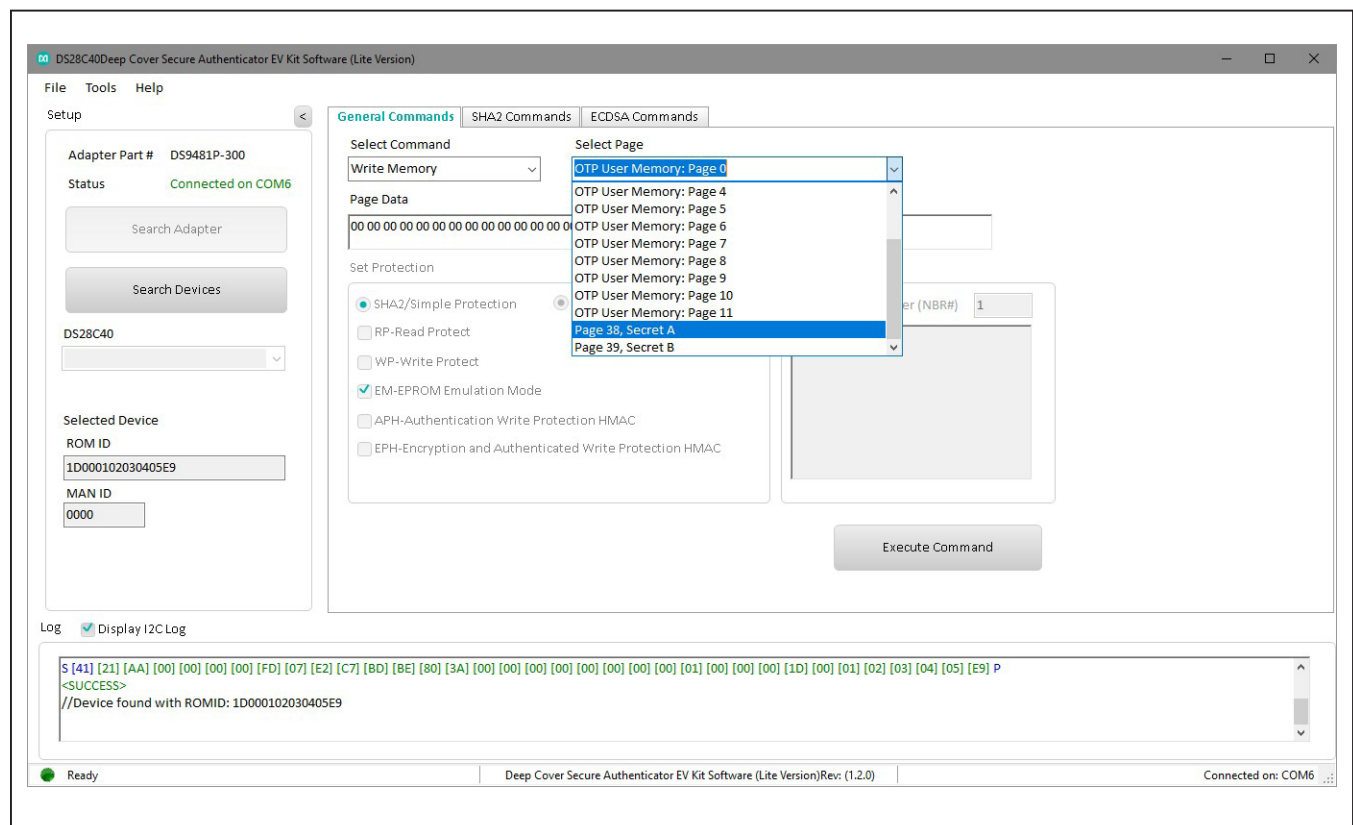 DS28C40Deep Cover Secure Authenticator EV Kit Software (Lite Version)
File Tools Help
Setup
<
Adapter Part # DS9481P-300
Status Connected on COM6
Search Adapter
Search Devices
DS28C40
Selected Device
ROM ID
1D000102030405E9
MAN ID
0000
General Commands SHA2 Commands ECDSA Commands
Select Command Select Page
Write Memory OTP User Memory: Page 0
OTP User Memory: Page 4
OTP User Memory: Page 5
OTP User Memory: Page 6
OTP User Memory: Page 7
OTP User Memory: Page 8
OTP User Memory: Page 9
OTP User Memory: Page 10
OTP User Memory: Page 11
Page 38, Secret A
Page 39, Secret B
Page Data
00 00 00 00 00 00 00 00 00 00 00 00 00
Set Protection
SHA2/Simple Protection
(NBR#) 1
RP-Read Protect
WP-Write Protect
EM-EPROM Emulation Mode
APH-Authentication Write Protection HMAC
EPH-Encryption and Authenticated Write Protection HMAC
Execute Command
Log Display I2C Log
S [41] [21] [AA] [00] [00] [00] [00] [FD] [07] [E2] [C7] [BD] [BE] [80] [3A] [00] [00] [00] [00] [00] [00] [00] [00] [01] [00] [00] [00] [1D] [00] [01] [02] [03] [04] [05] [E9] P
<SUCCESS>
//Device found with ROMID: 1D000102030405E9
Ready Deep Cover Secure Authenticator EV Kit Software (Lite Version)Rev: (1.2.0) Connected on: COM6